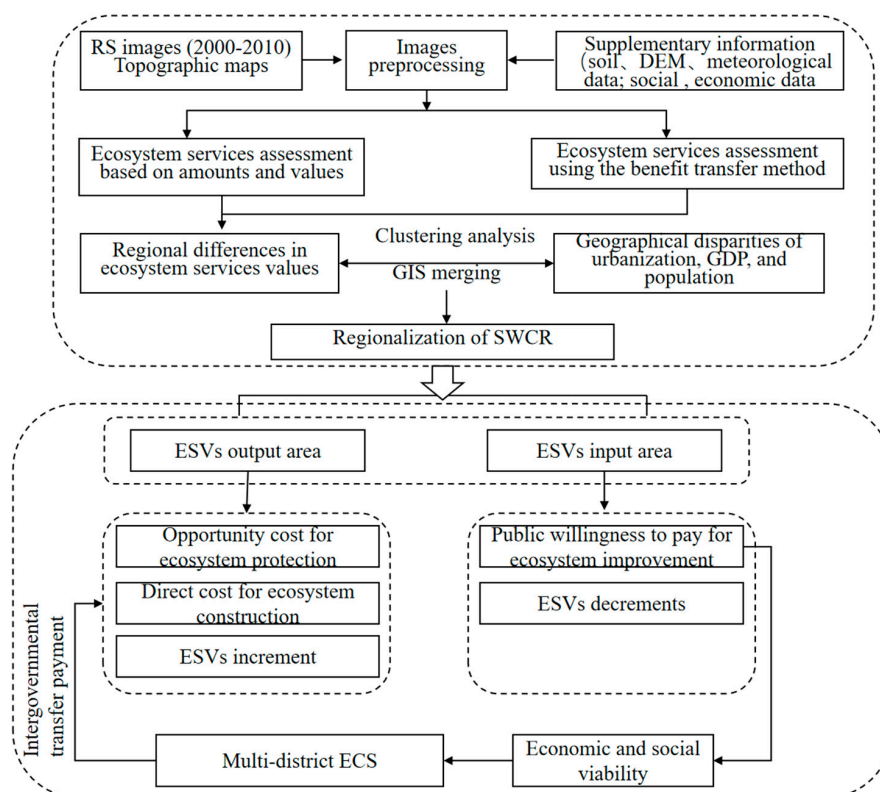 RS images (2000-2010)
Topographic maps
Images
preprocessing
Supplementary information
（soil、DEM、meteorological
data; social , economic data
Ecosystem services assessment
based on amounts and values
Ecosystem services assessment
using the benefit transfer method
Regional differences in
ecosystem services values
Clustering analysis
GIS merging
Geographical disparities of
urbanization, GDP, and
population
Regionalization of SWCR
ESVs output area
ESVs input area
Opportunity cost for
ecosystem protection
Direct cost for ecosystem
construction
ESVs increment
Public willingness to pay for
ecosystem improvement
ESVs decrements
Intergovernmental
transfer payment
Multi-district ECS
Economic and social
viability